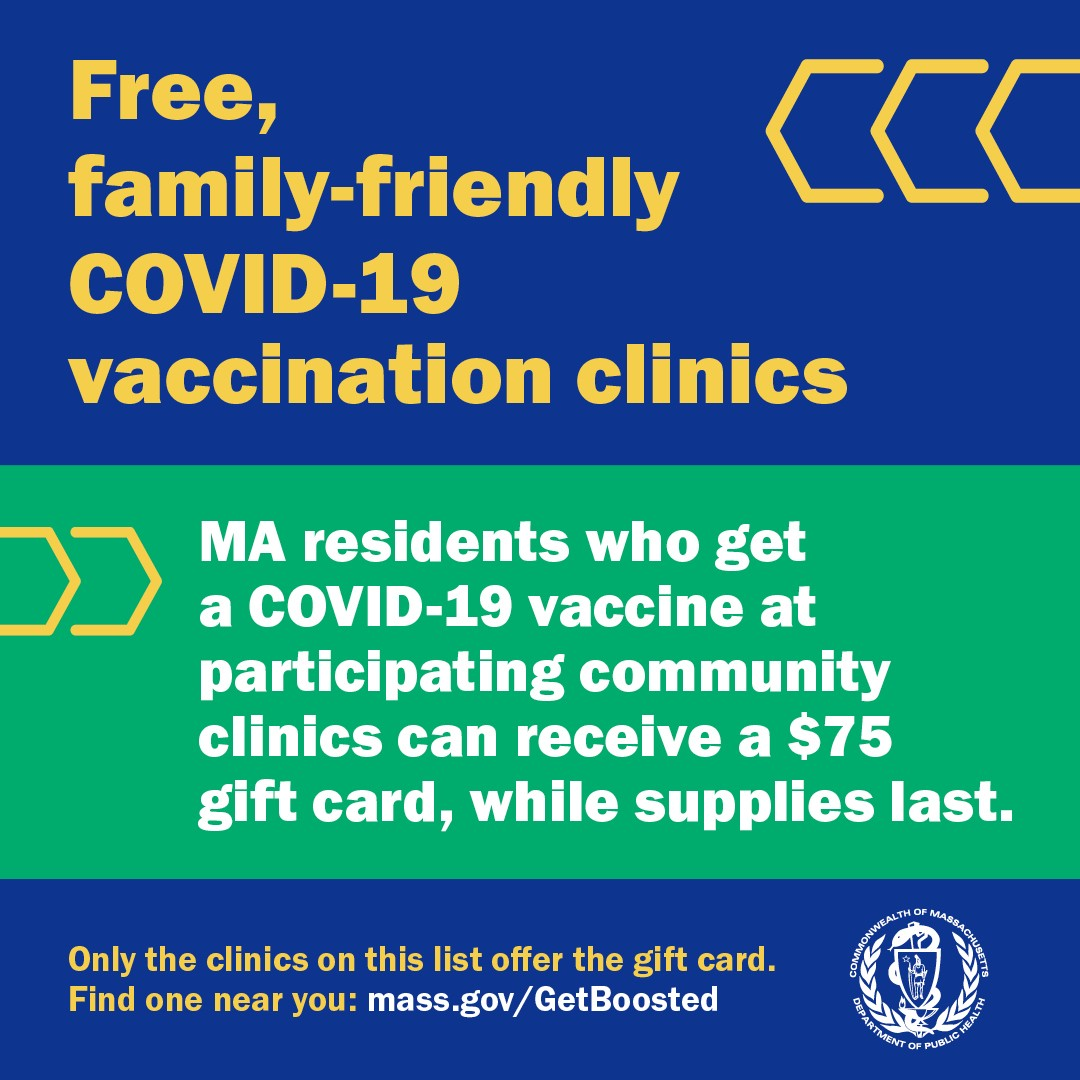 Free,
family-friendly
COVID-19
vaccination clinics
MA residents who get
a COVID-19 vaccine at
participating community
clinics can receive a $75
gift card, while supplies last.
Only the clinics on this list offer the gift card.
Find one near you: mass.gov/GetBoosted
COMMONWEALTH OF MASSACHUSETTS
DEPARTMENT OF PUBLIC HEALTH